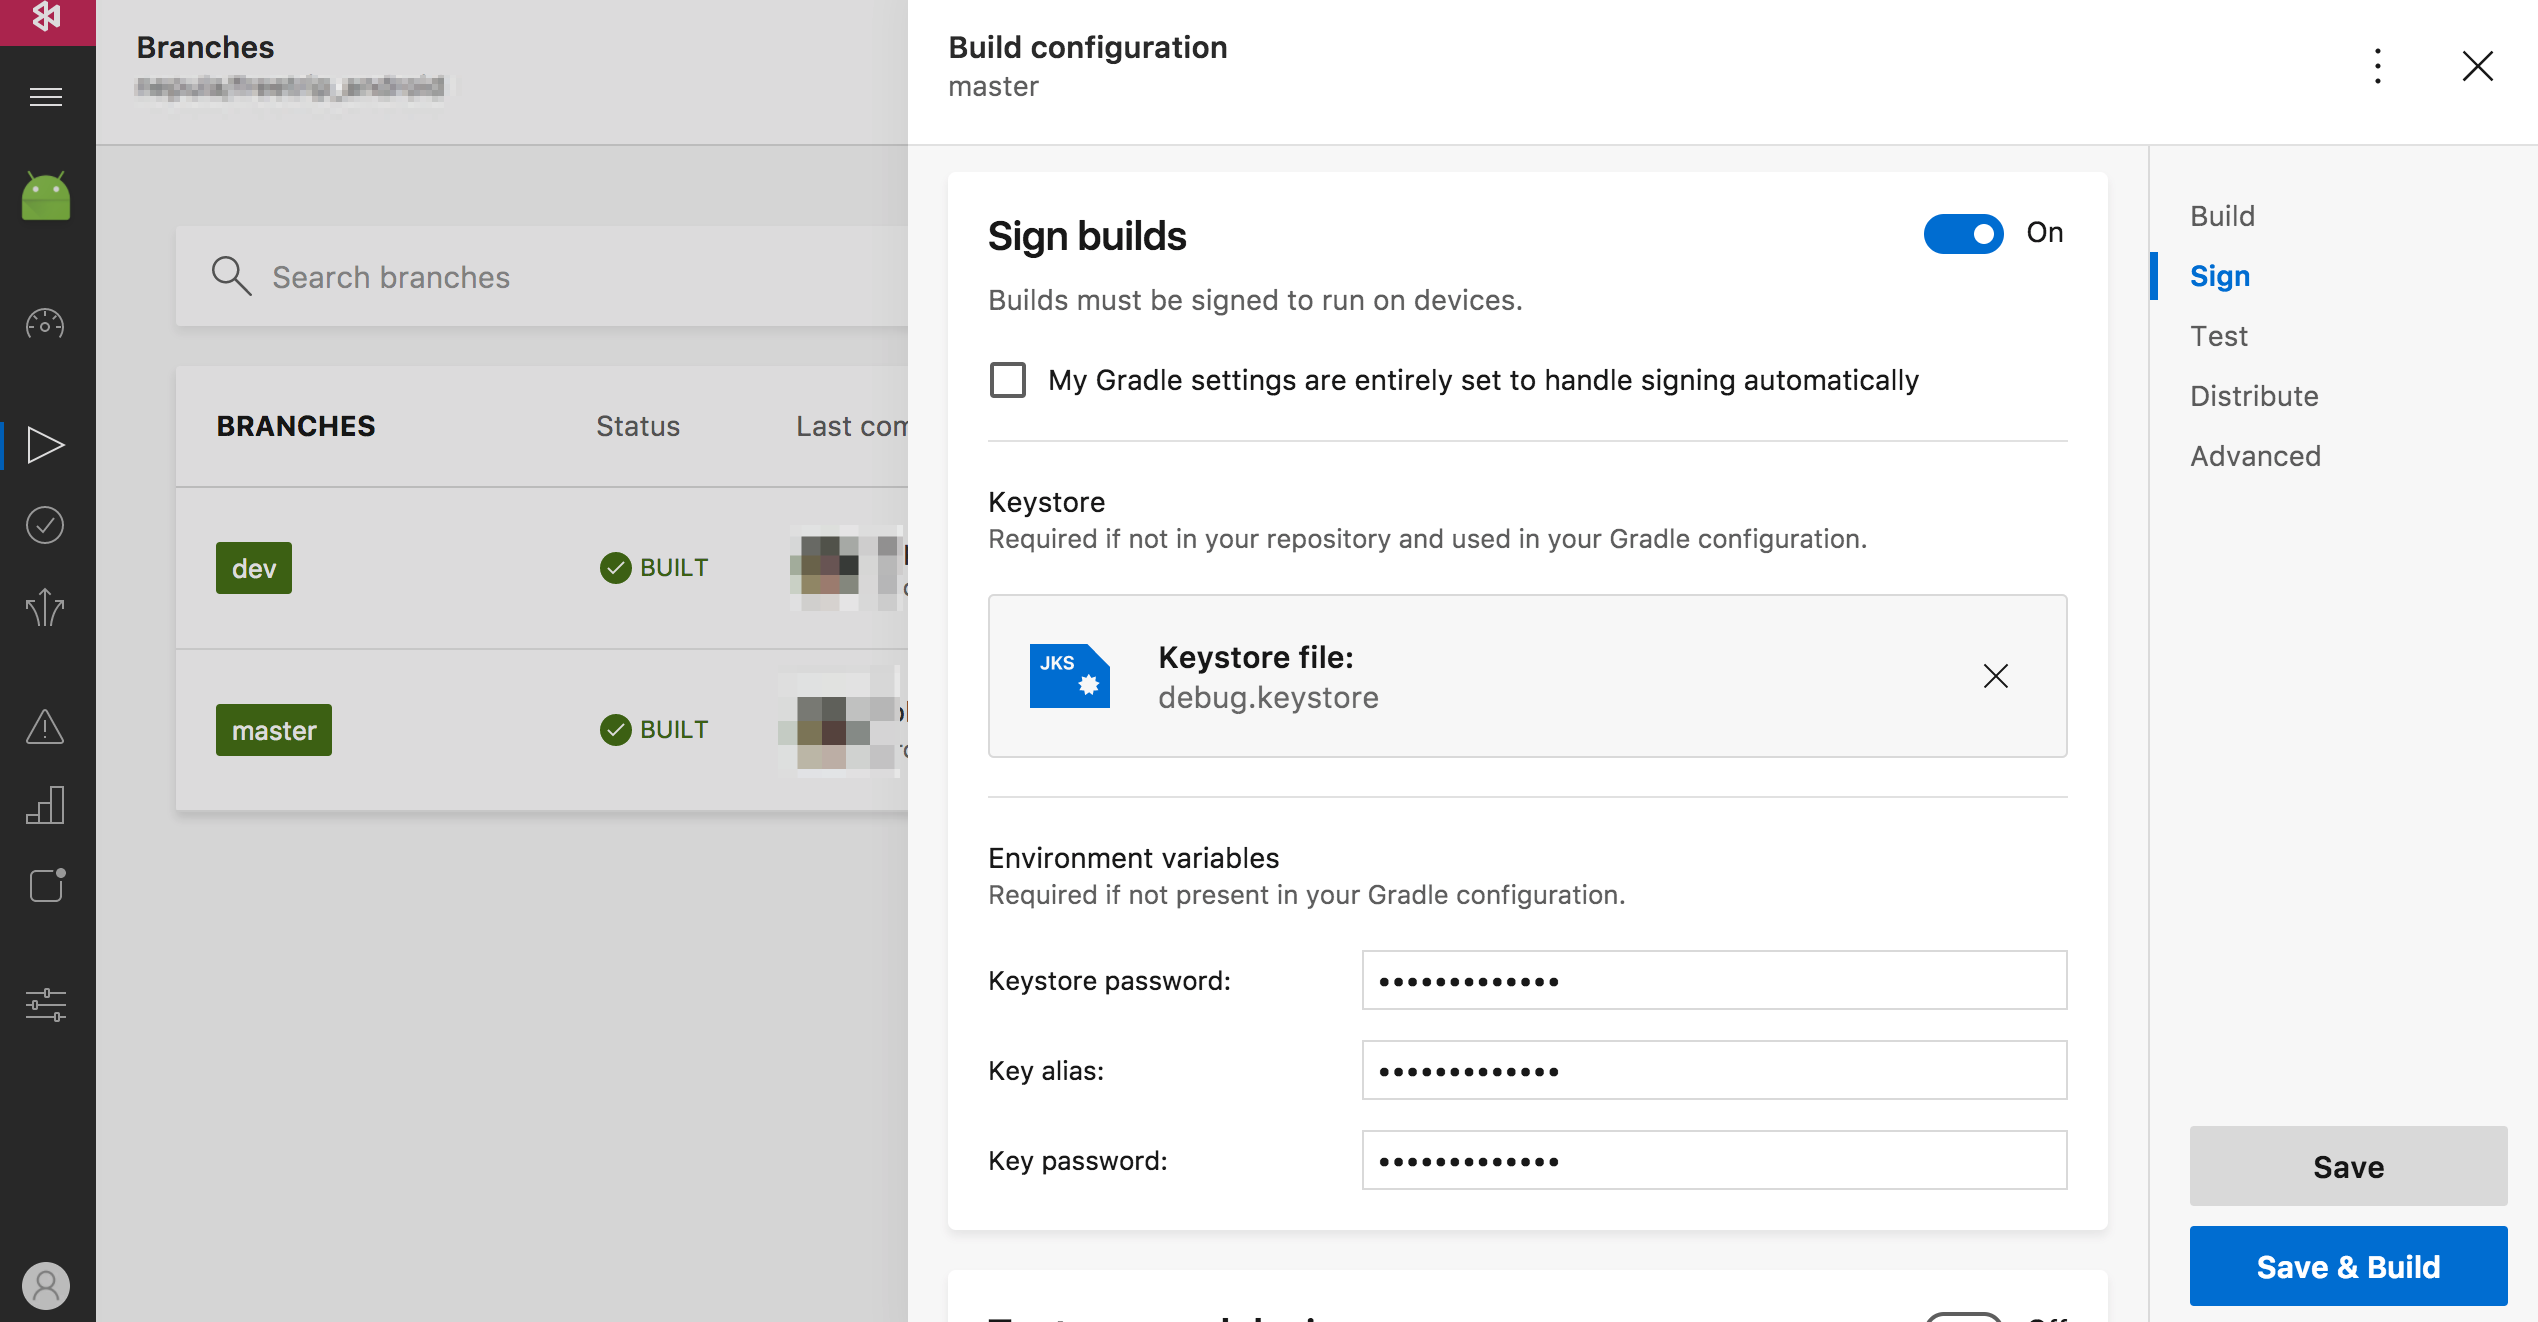 Branches
Search branches
BRANCHES Status Last com
dev BUILT
master BUILT
Build configuration
master
Sign builds On
Builds must be signed to run on devices.
My Gradle settings are entirely set to handle signing automatically
Keystore
Required if not in your repository and used in your Gradle configuration.
JKS
Keystore file:
debug.keystore
Environment variables
Required if not present in your Gradle configuration.
Keystore password: •••••••••••••
Key alias: •••••••••••••
Key password: •••••••••••••
Build
Sign
Test
Distribute
Advanced
Save
Save & Build